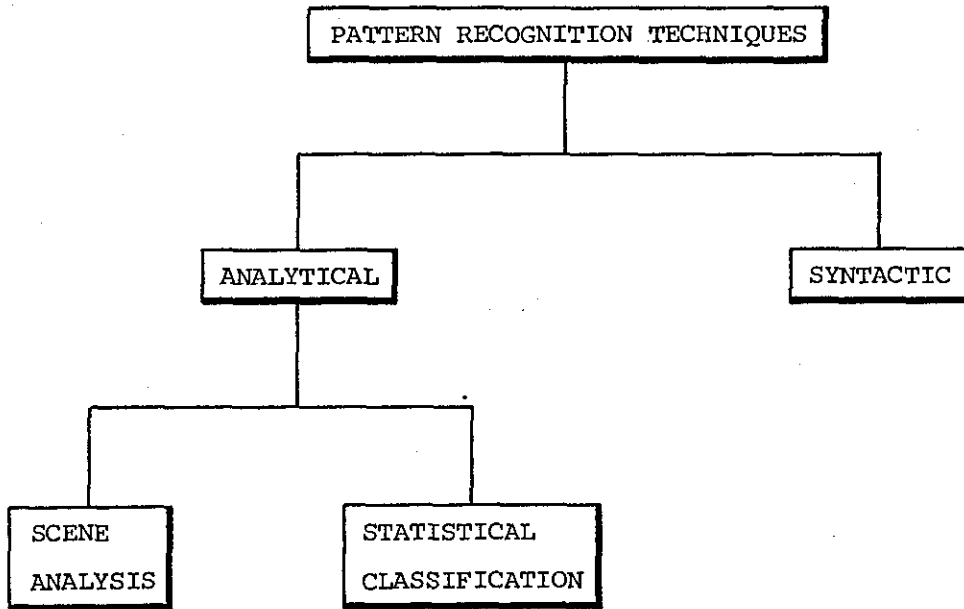 PATTERN RECOGNITION TECHNIQUES
ANALYTICAL
SYNTACTIC
SCENE
ANALYSIS
STATISTICAL
CLASSIFICATION